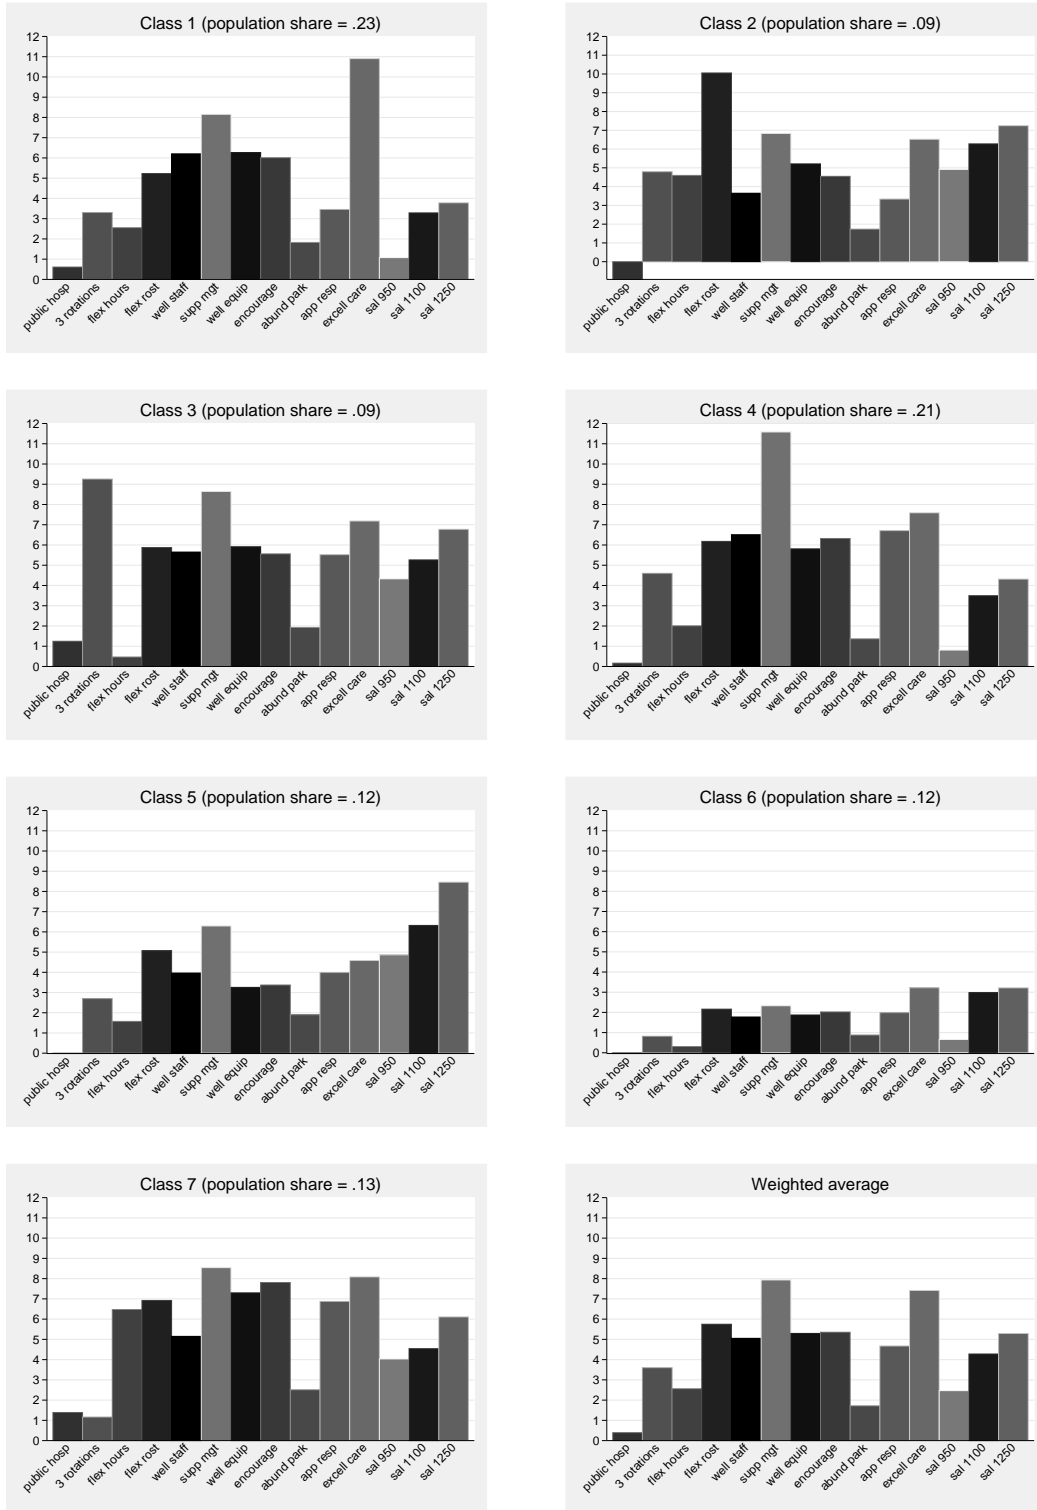 Class 1 (population share = .23)
12
11
10
9
8
7
6
5
4
3
2
1
0
public hosp
3 rotations
flex hours
flex rost
well staff
supp mgt
well equip
encourage
abund park
app resp
excell care
sal 950
sal 1100
sal 1250
Class 2 (population share = .09)
12
11
10
9
8
7
6
5
4
3
2
1
0
public hosp
3 rotations
flex hours
flex rost
well staff
supp mgt
well equip
encourage
abund park
app resp
excell care
sal 950
sal 1100
sal 1250
Class 3 (population share = .09)
12
11
10
9
8
7
6
5
4
3
2
1
0
public hosp
3 rotations
flex hours
flex rost
well staff
supp mgt
well equip
encourage
abund park
app resp
excell care
sal 950
sal 1100
sal 1250
Class 4 (population share = .21)
12
11
10
9
8
7
6
5
4
3
2
1
0
public hosp
3 rotations
flex hours
flex rost
well staff
supp mgt
well equip
encourage
abund park
app resp
excell care
sal 950
sal 1100
sal 1250
Class 5 (population share = .12)
12
11
10
9
8
7
6
5
4
3
2
1
0
public hosp
3 rotations
flex hours
flex rost
well staff
supp mgt
well equip
encourage
abund park
app resp
excell care
sal 950
sal 1100
sal 1250
Class 6 (population share = .12)
12
11
10
9
8
7
6
5
4
3
2
1
0
public hosp
3 rotations
flex hours
flex rost
well staff
supp mgt
well equip
encourage
abund park
app resp
excell care
sal 950
sal 1100
sal 1250
Class 7 (population share = .13)
12
11
10
9
8
7
6
5
4
3
2
1
0
public hosp
3 rotations
flex hours
flex rost
well staff
supp mgt
well equip
encourage
abund park
app resp
excell care
sal 950
sal 1100
sal 1250
Weighted average
12
11
10
9
8
7
6
5
4
3
2
1
0
public hosp
3 rotations
flex hours
flex rost
well staff
supp mgt
well equip
encourage
abund park
app resp
excell care
sal 950
sal 1100
sal 1250